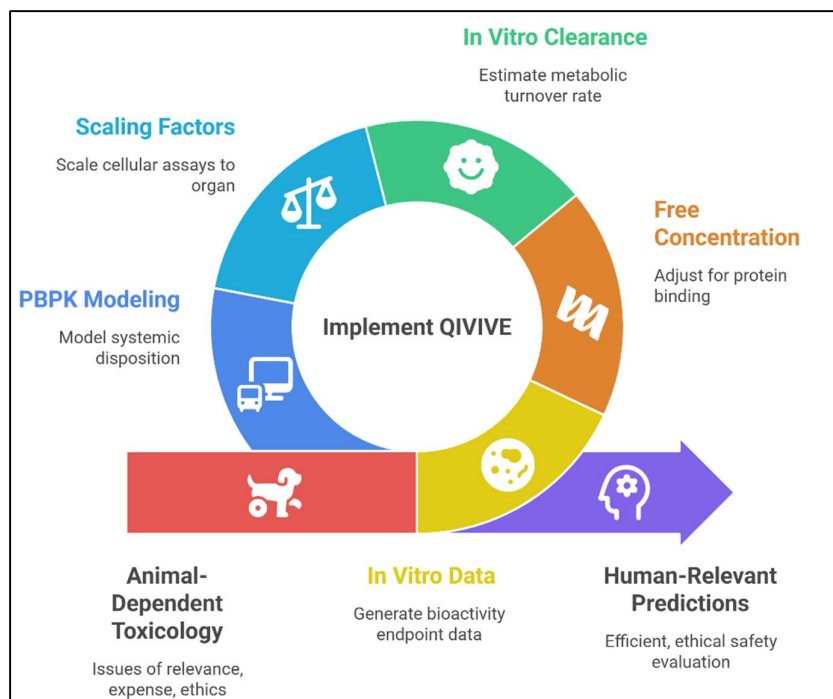 In Vitro Clearance
Estimate metabolic
turnover rate
Scaling Factors
Scale cellular assays to
organ
Free
Concentration
Adjust for protein
binding
PBPK Modeling
Model systemic
disposition
Implement QIVIVE
Animal-
Dependent
Toxicology
Issues of relevance,
expense, ethics
In Vitro Data
Generate bioactivity
endpoint data
Human-Relevant
Predictions
Efficient, ethical safety
evaluation